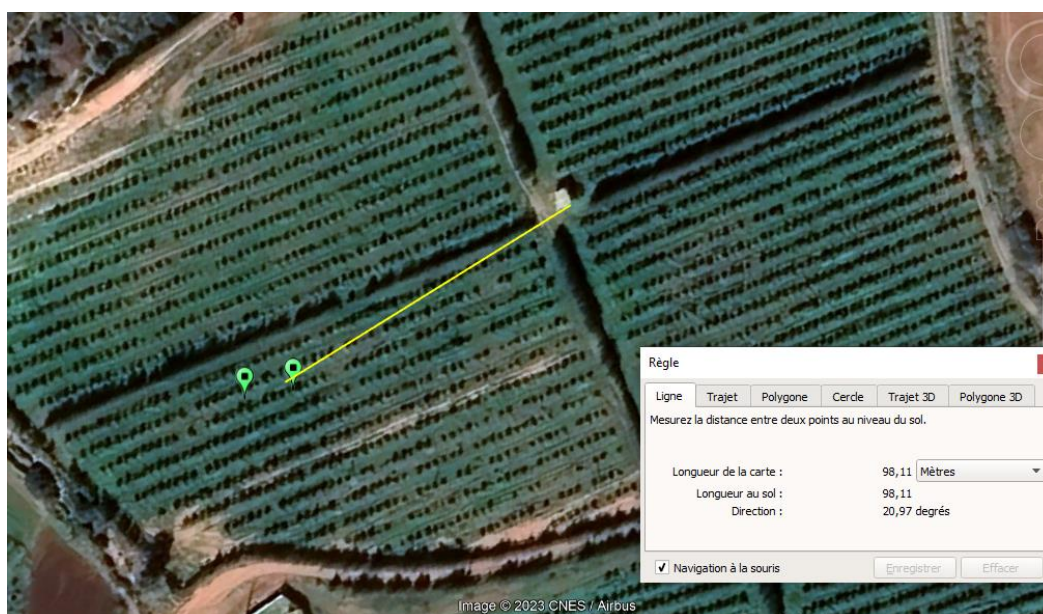 Règle
Ligne Trajet Polygone Cercle Trajet 3D Polygone 3D
Mesurez la distance entre deux points au niveau du sol.
Longueur de la carte : 98,11 Mètres
Longueur au sol : 98,11
Direction : 20,97 degrés
Navigation à la souris Enregistrer Effacer
Image © 2023 CNES / Airbus